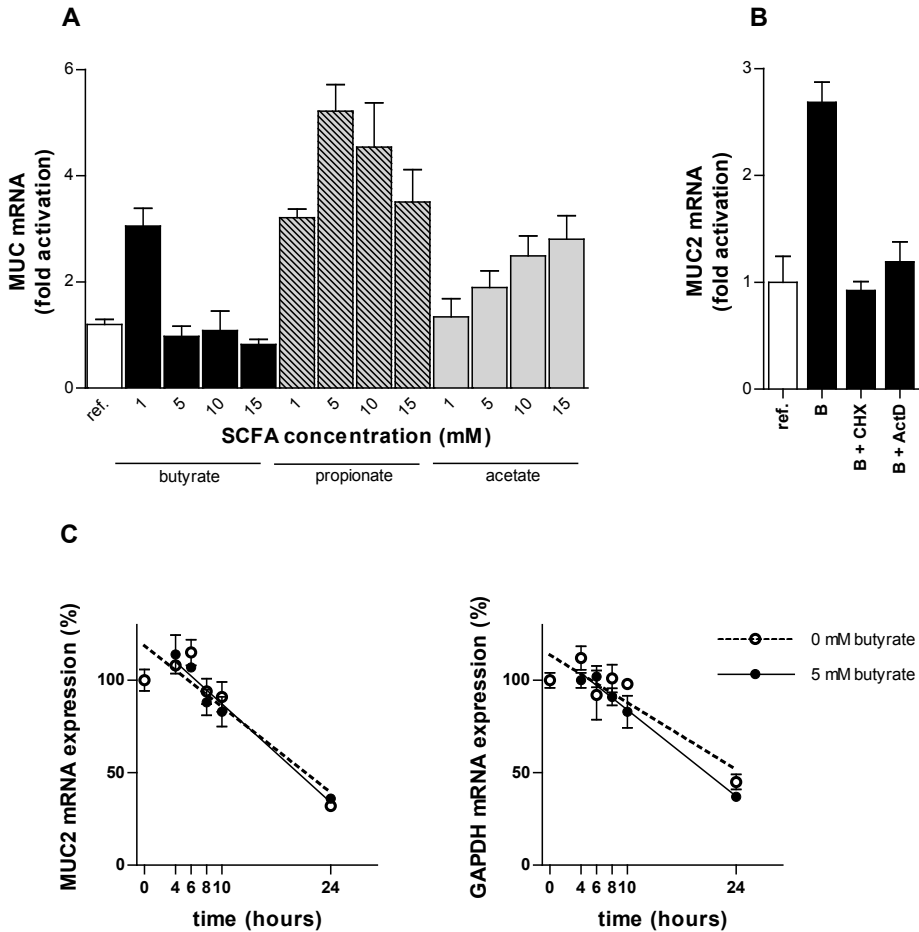 A
MUC mRNA
(fold activation)
6
4
2
0
ref. 1 5 10 15 1 5 10 15 1 5 10 15
SCFA concentration (mM)
butyrate propionate acetate
B
MUC2 mRNA
(fold activation)
3
2
1
0
ref. B B + CHX B + ActD
C
MUC2 mRNA expression (%)
100
50
0
0 4 6 8 10 24
time (hours)
GAPDH mRNA expression (%)
100
50
0
0 4 6 8 10 24
time (hours)
0 mM butyrate
5 mM butyrate